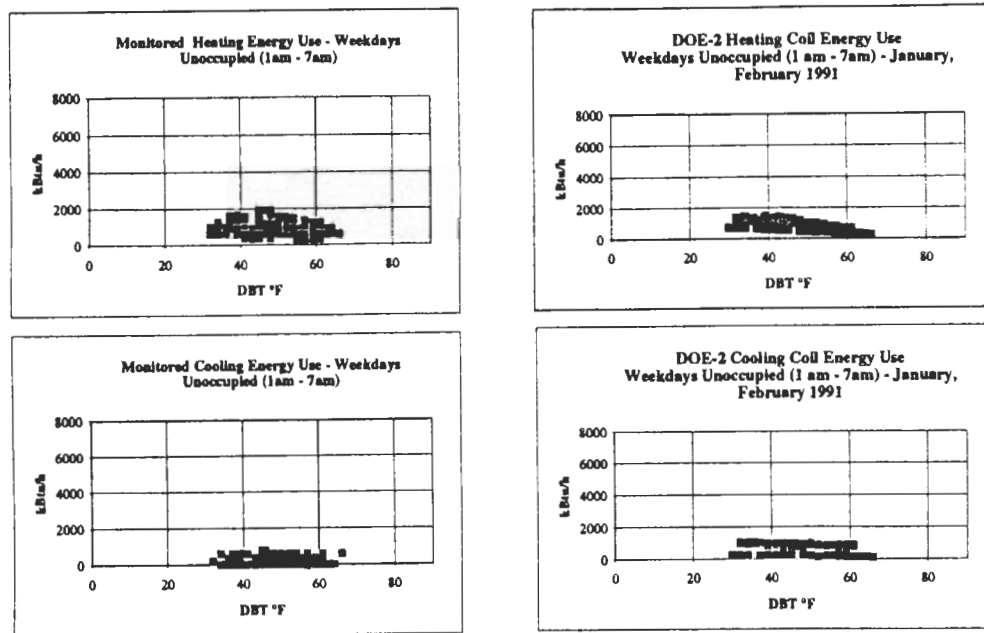 Monitored Heating Energy Use - Weekdays
Unoccupied (1am - 7am)
8000
6000
4000
2000
0
kBtu/h
0 20 40 60 80
DBT °F
DOE-2 Heating Coil Energy Use
Weekdays Unoccupied (1 am - 7am) - January,
February 1991
8000
6000
4000
2000
0
kBtu/h
0 20 40 60 80
DBT °F
Monitored Cooling Energy Use - Weekdays
Unoccupied (1am - 7am)
8000
6000
4000
2000
0
kBtu/h
0 20 40 60 80
DBT °F
DOE-2 Cooling Coil Energy Use
Weekdays Unoccupied (1 am - 7am) - January,
February 1991
8000
6000
4000
2000
0
kBtu/h
0 20 40 60 80
DBT °F